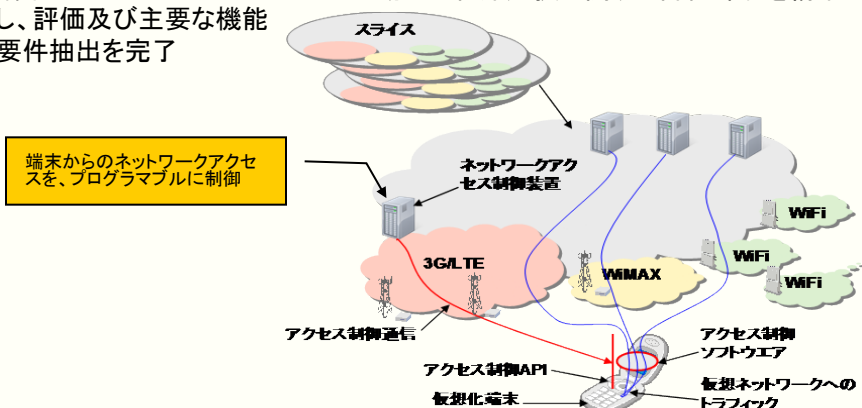 し、評価及び主要な機能
要件抽出を完了
スライス
端末からのネットワークアクセ
スを、プログラマブルに制御
ネットワークアク
セス制御装置
WiFi
3G/LTE
WiMAX
WiFi
WiFi
アクセス制御通信
アクセス制御
ソフトウエア
アクセス制御API
仮想化端末
仮想ネットワークへの
トラフィック